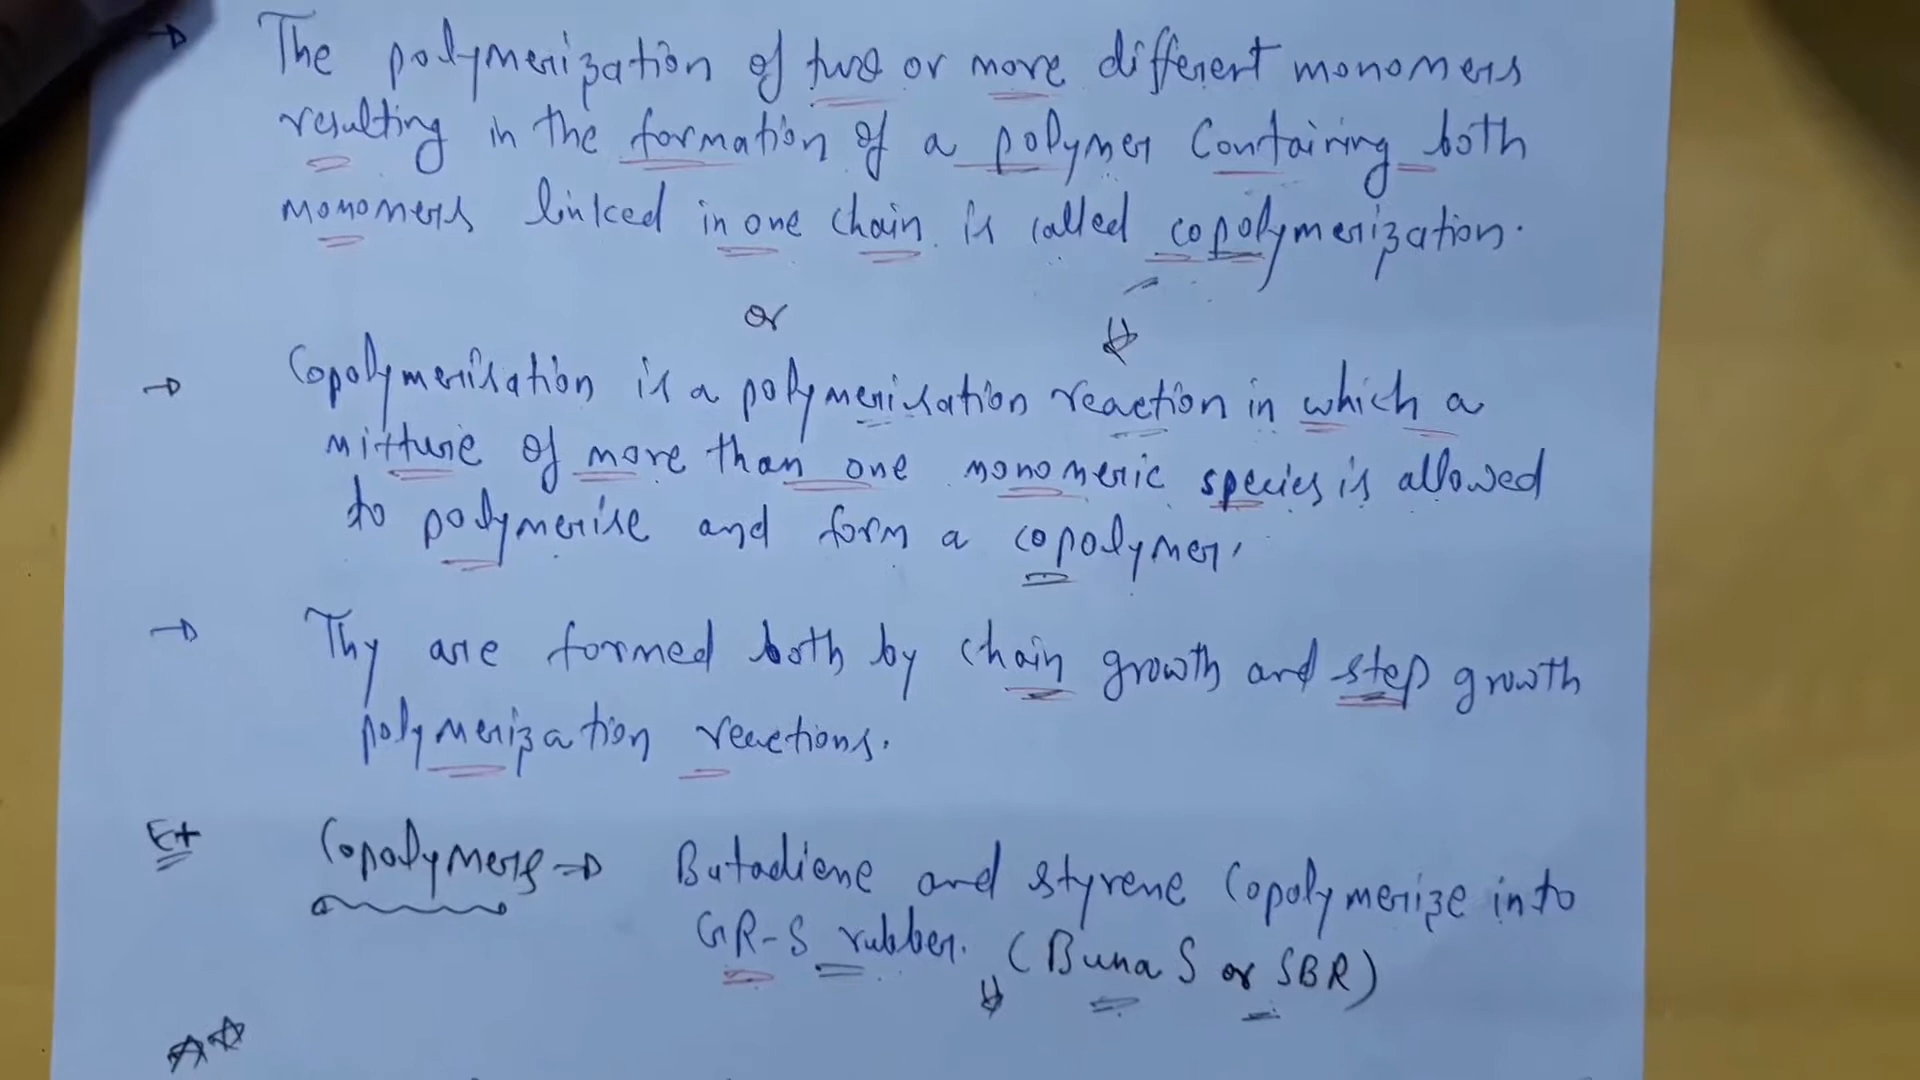 → The polymerization of two or more different monomers
resulting in the formation of a polymer Containing both
monomers linked in one chain is called copolymerization.
or
→ Copolymerisation is a polymerisation reaction in which a
mixture of more than one monomeric species is allowed
to polymerise and form a copolymer.
→ Thy are formed both by chain growth and step growth
polymerization reactions.
Ex Copolymers → Butadiene and styrene Copolymerize into
GR-S rubber. (Buna S or SBR)